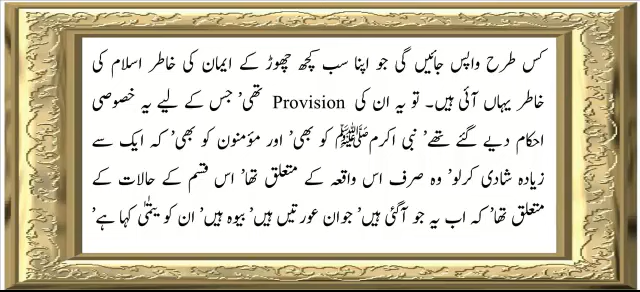 کس طرح واپس جائیں گی جو اپنا سب کچھ چھوڑ کے ایمان کی خاطر اسلام کی
خاطر یہاں آئی ہیں۔ تو یہ ان کی Provision تھی’ جس کے لیے یہ خصوصی
احکام دیے گئے تھے’ نبی اکرمﷺ کو بھی’ اور مؤمنون کو بھی’ کہ ایک سے
زیادہ شادی کرلو’ وہ صرف اس واقعہ کے متعلق تھا’ اس قسم کے حالات کے
متعلق تھا’ کہ اب یہ جو آگئی ہیں’ جوان عورتیں ہیں’ بیوہ ہیں’ ان کو یتٰمٰی کہا ہے’